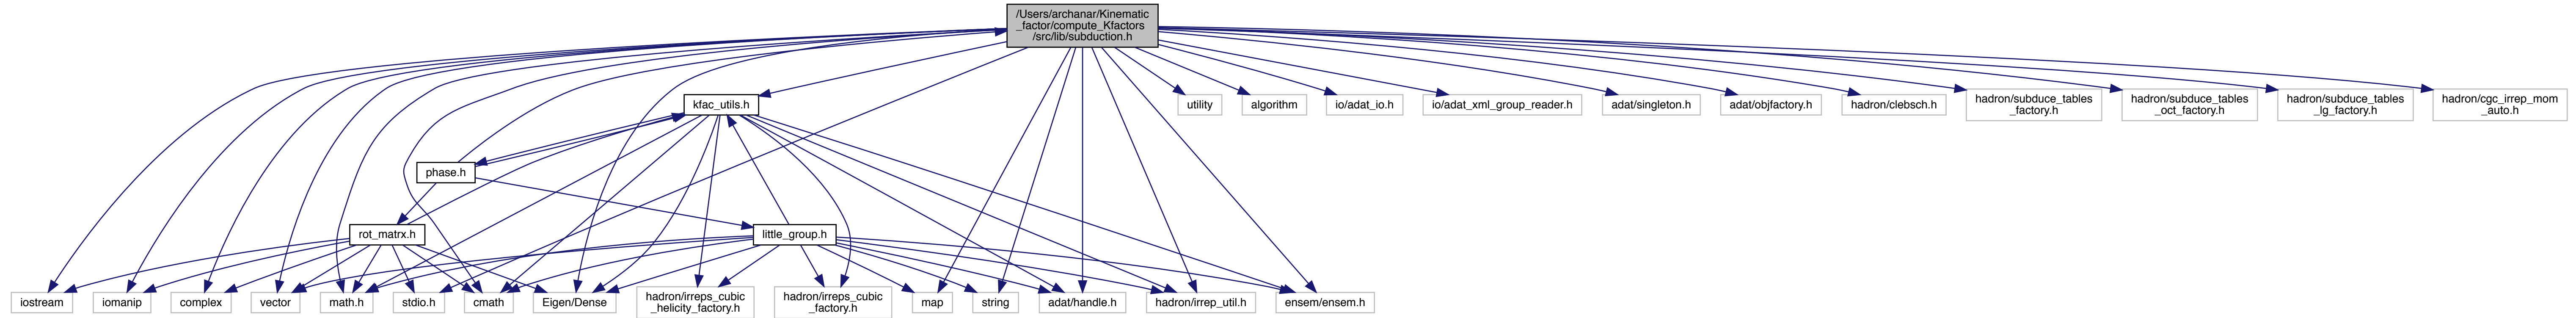 /Users/archanar/Kinematic
_factor/compute_Kfactors
/src/lib/subduction.h
kfac_utils.h
utility
algorithm
io/adat_io.h
io/adat_xml_group_reader.h
adat/singleton.h
adat/objfactory.h
hadron/clebsch.h
hadron/subduce_tables
_factory.h
hadron/subduce_tables
_oct_factory.h
hadron/subduce_tables
_lg_factory.h
hadron/cgc_irrep_mom
_auto.h
phase.h
rot_matrx.h
little_group.h
iostream
iomanip
complex
vector
math.h
stdio.h
cmath
Eigen/Dense
hadron/irreps_cubic
_helicity_factory.h
hadron/irreps_cubic
_factory.h
map
string
adat/handle.h
hadron/irrep_util.h
ensem/ensem.h